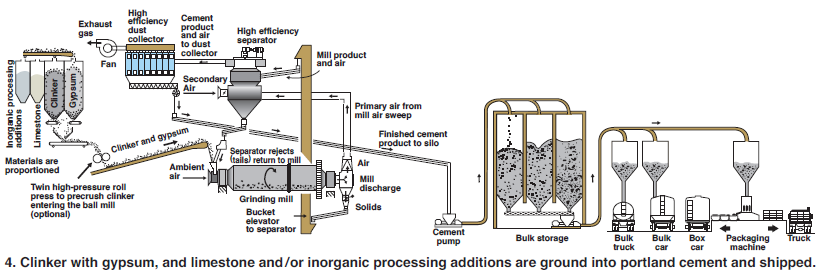 Exhaust
gas
Fan
High
efficiency
dust
collector
Cement
product
and air
to dust
collector
High efficiency
separator
Mill product
and air
Secondary
Air
Primary air from
mill air sweep
Inorganic processing
additions
Limestone
Clinker
Gypsum
Materials are
proportioned
Clinker and gypsum
Twin high-pressure roll
press to precrush clinker
entering the ball mill
(optional)
Ambient
air
Separator rejects
(tails) return to mill
Grinding mill
Bucket
elevator
to separator
Air
Mill
discharge
Solids
Finished cement
product to silo
Cement
pump
Bulk storage
Bulk
truck
Bulk
car
Box
car
Packaging
machine
Truck
4. Clinker with gypsum, and limestone and/or inorganic processing additions are ground into portland cement and shipped.